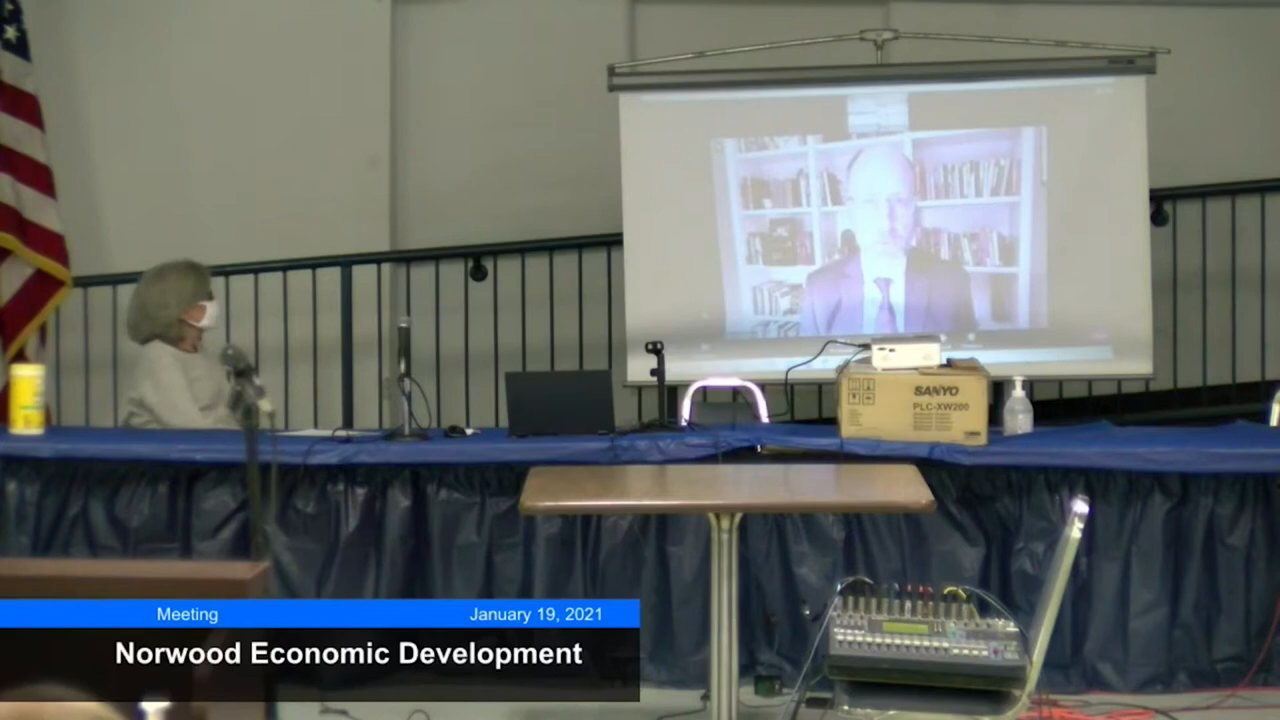 SANYO
PLC-XW200
Meeting
January 19, 2021
Norwood Economic Development